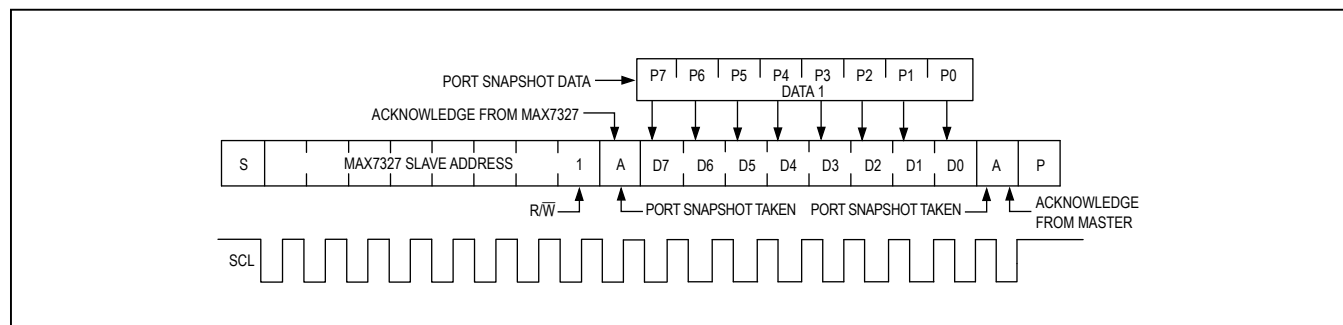 PORT SNAPSHOT DATA
P7 P6 P5 P4 P3 P2 P1 P0
DATA 1
ACKNOWLEDGE FROM MAX7327
S MAX7327 SLAVE ADDRESS 1 A D7 D6 D5 D4 D3 D2 D1 D0 A P
R/W̅ PORT SNAPSHOT TAKEN PORT SNAPSHOT TAKEN ACKNOWLEDGE
FROM MASTER
SCL